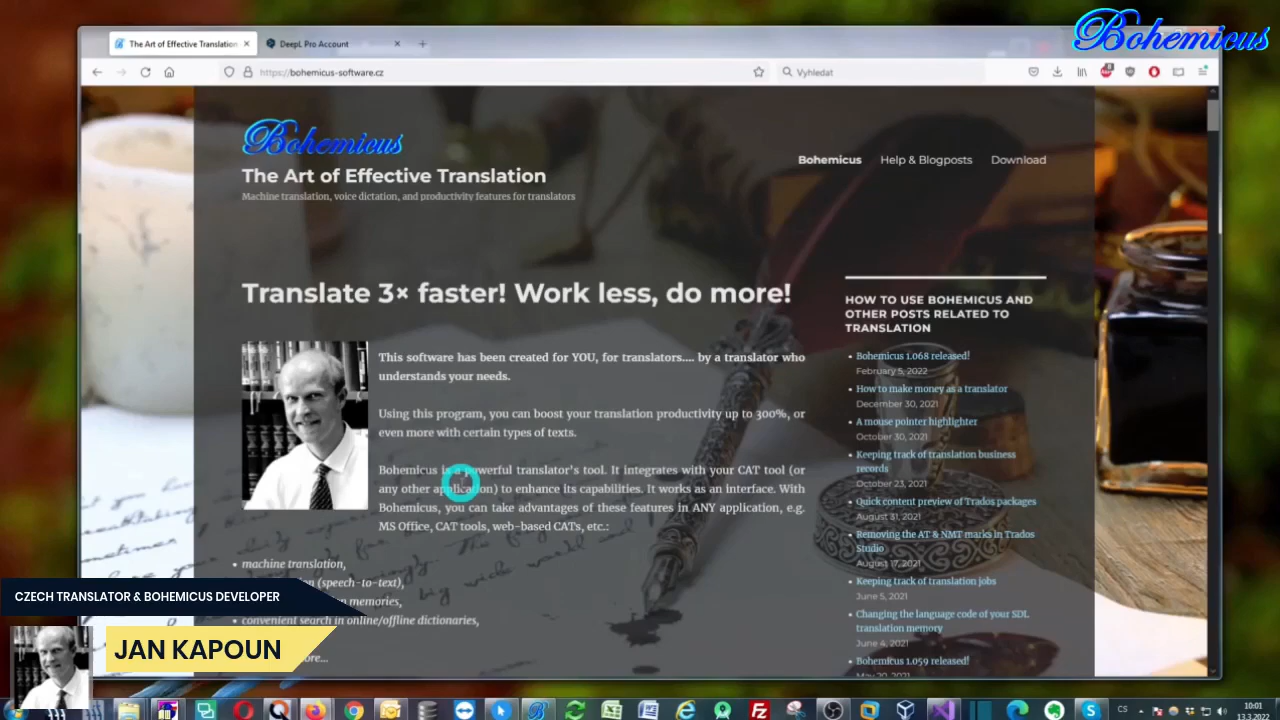 Bohemicus
The Art of Effective Translation
DeepL Pro Account
https://bohemicus-software.cz
Vyhledat
Bohemicus
The Art of Effective Translation
Machine translation, voice dictation, and productivity features for translators
Bohemicus
Help & Blogposts
Download
Translate 3× faster! Work less, do more!
This software has been created for YOU, for translators.... by a translator who
understands your needs.
Using this program, you can boost your translation productivity up to 300%, or
even more with certain types of texts.
Bohemicus is a powerful translator's tool. It integrates with your CAT tool (or
any other application) to enhance its capabilities. It works as an interface. With
Bohemicus, you can take advantages of these features in ANY application, e.g.
MS Office, CAT tools, web-based CATs, etc.:
• machine translation,
(speech-to-text),
memories,
• convenient search in online/offline dictionaries,
more...
HOW TO USE BOHEMICUS AND
OTHER POSTS RELATED TO
TRANSLATION
• Bohemicus 1.068 released!
February 5, 2022
• How to make money as a translator
December 30, 2021
• A mouse pointer highlighter
October 30, 2021
• Keeping track of translation business
records
October 23, 2021
• Quick content preview of Trados packages
August 31, 2021
• Removing the AT & NMT marks in Trados
Studio
August 17, 2021
• Keeping track of translation jobs
June 5, 2021
• Changing the language code of your SDL
translation memory
June 4, 2021
• Bohemicus 1.059 released!
May 20, 2021
CZECH TRANSLATOR & BOHEMICUS DEVELOPER
JAN KAPOUN
CS
10:01
13.3.2022